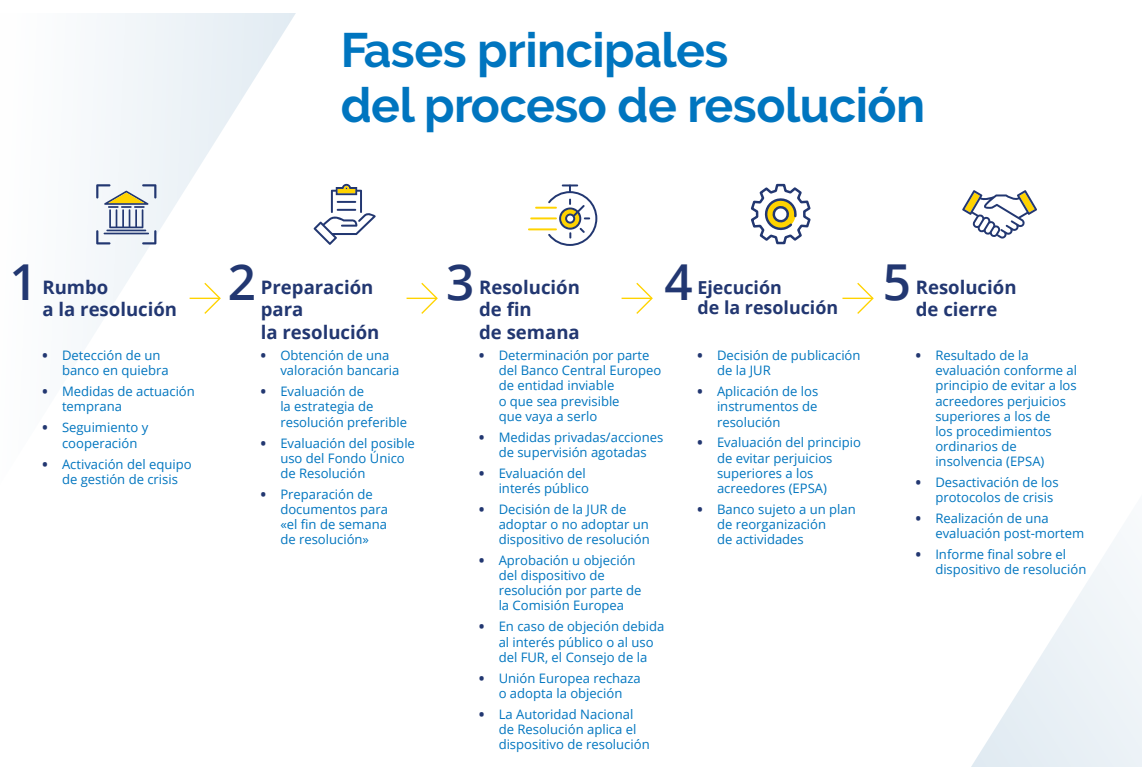 Fases principales
del proceso de resolución
1 Rumbo
a la resolución
• Detección de un
banco en quiebra
• Medidas de actuación
temprana
• Seguimiento y
cooperación
• Activación del equipo
de gestión de crisis
2 Preparación
para
la resolución
• Obtención de una
valoración bancaria
• Evaluación de
la estrategia de
resolución preferible
• Evaluación del posible
uso del Fondo Único
de Resolución
• Preparación de
documentos para
«el fin de semana
de resolución»
3 Resolución
de fin
de semana
• Determinación por parte
del Banco Central Europeo
de entidad inviable
o que sea previsible
que vaya a serlo
• Medidas privadas/acciones
de supervisión agotadas
• Evaluación del
interés público
• Decisión de la JUR de
adoptar o no adoptar un
dispositivo de resolución
• Aprobación u objeción
del dispositivo de
resolución por parte de
la Comisión Europea
• En caso de objeción debida
al interés público o al uso
del FUR, el Consejo de la
• Unión Europea rechaza
o adopta la objeción
• La Autoridad Nacional
de Resolución aplica el
dispositivo de resolución
4 Ejecución
de la resolución
• Decisión de publicación
de la JUR
• Aplicación de los
instrumentos de
resolución
• Evaluación del principio
de evitar perjuicios
superiores a los
acreedores (EPSA)
• Banco sujeto a un plan
de reorganización
de actividades
5 Resolución
de cierre
• Resultado de la
evaluación conforme al
principio de evitar a los
acreedores perjuicios
superiores a los de
los procedimientos
ordinarios de
insolvencia (EPSA)
• Desactivación de los
protocolos de crisis
• Realización de una
evaluación post-mortem
• Informe final sobre el
dispositivo de resolución